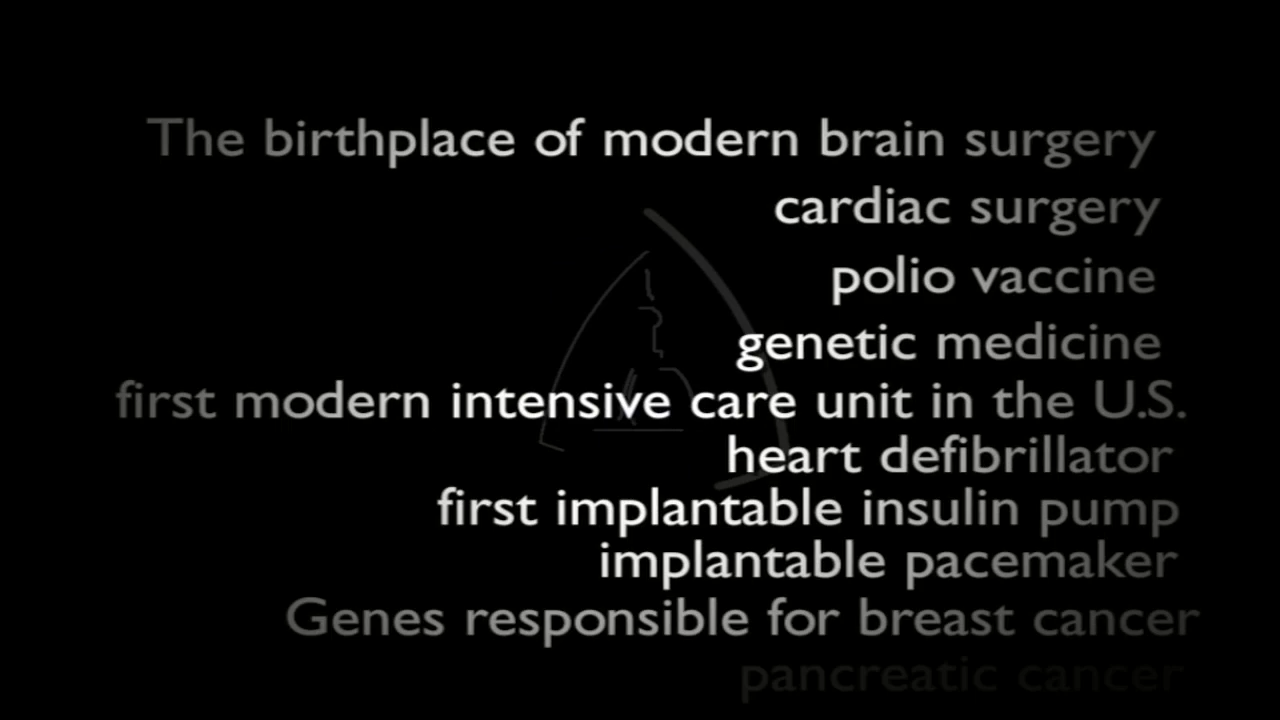 The birthplace of modern brain surgery
cardiac surgery
polio vaccine
genetic medicine
first modern intensive care unit in the U.S.
heart defibrillator
first implantable insulin pump
implantable pacemaker
Genes responsible for breast cancer
pancreatic cancer